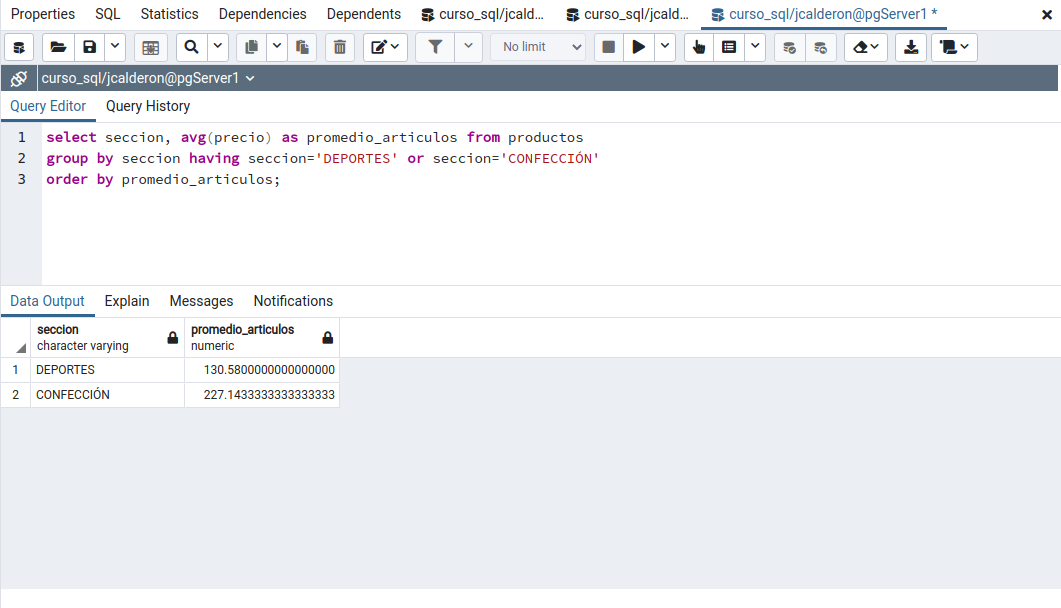 Properties SQL Statistics Dependencies Dependents curso_sql/jcald... curso_sql/jcald... curso_sql/jcalderon@pgServer1 *
No limit
curso_sql/jcalderon@pgServer1
Query Editor Query History
1 select seccion, avg(precio) as promedio_articulos from productos
2 group by seccion having seccion='DEPORTES' or seccion='CONFECCIÓN'
3 order by promedio_articulos;
Data Output Explain Messages Notifications
seccion promedio_articulos
character varying numeric
1 DEPORTES 130.5800000000000000
2 CONFECCIÓN 227.1433333333333333